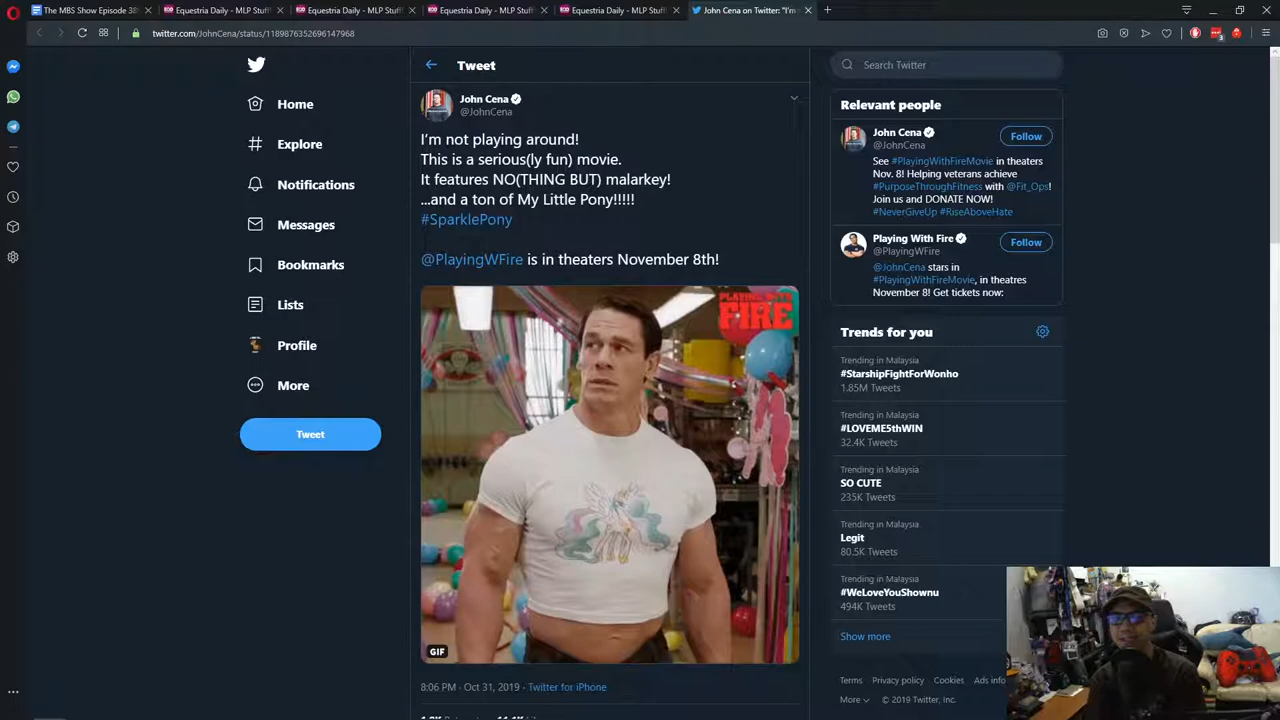 The MBS Show Episode 38
Equestria Daily - MLP Stuff!
Equestria Daily - MLP Stuff!
Equestria Daily - MLP Stuff!
Equestria Daily - MLP Stuff!
John Cena on Twitter: "I'm
twitter.com/JohnCena/status/1189876352696147968
Home
Explore
Notifications
Messages
Bookmarks
Lists
Profile
More
Tweet
Tweet
John Cena
@JohnCena
I'm not playing around!
This is a serious(ly fun) movie.
It features NO(THING BUT) malarkey!
...and a ton of My Little Pony!!!!!
#SparklePony
@PlayingWFire is in theaters November 8th!
PLAYING WITH
FIRE
GIF
8:06 PM · Oct 31, 2019 · Twitter for iPhone
Search Twitter
Relevant people
John Cena
@JohnCena
Follow
See #PlayingWithFireMovie in theaters
Nov. 8! Helping veterans achieve
#PurposeThroughFitness with @Fit_Ops!
Join us and DONATE NOW!
#NeverGiveUp #RiseAboveHate
Playing With Fire
@PlayingWFire
Follow
@JohnCena stars in
#PlayingWithFireMovie, in theatres
November 8! Get tickets now:
Trends for you
Trending in Malaysia
#StarshipFightForWonho
1.85M Tweets
Trending in Malaysia
#LOVEME5thWIN
32.4K Tweets
Trending in Malaysia
SO CUTE
235K Tweets
Trending in Malaysia
Legit
80.5K Tweets
Trending in Malaysia
#WeLoveYouShownu
494K Tweets
Show more
Terms Privacy policy Cookies Ads info
More © 2019 Twitter, Inc.